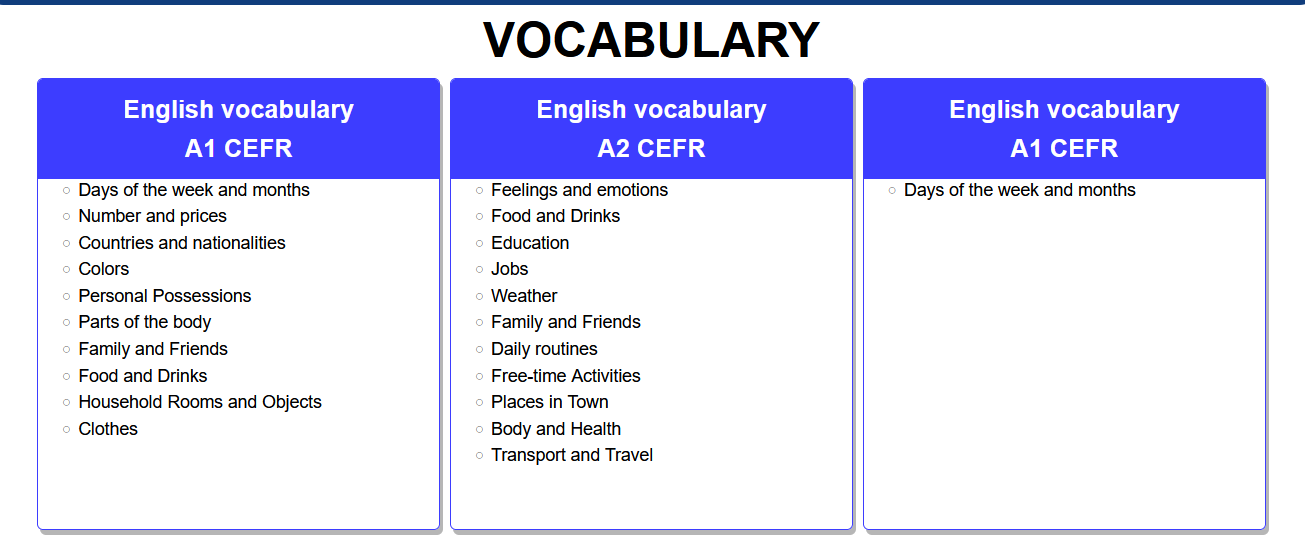 VOCABULARY
English vocabulary
A1 CEFR
Days of the week and months
Number and prices
Countries and nationalities
Colors
Personal Possessions
Parts of the body
Family and Friends
Food and Drinks
Household Rooms and Objects
Clothes
English vocabulary
A2 CEFR
Feelings and emotions
Food and Drinks
Education
Jobs
Weather
Family and Friends
Daily routines
Free-time Activities
Places in Town
Body and Health
Transport and Travel
English vocabulary
A1 CEFR
Days of the week and months